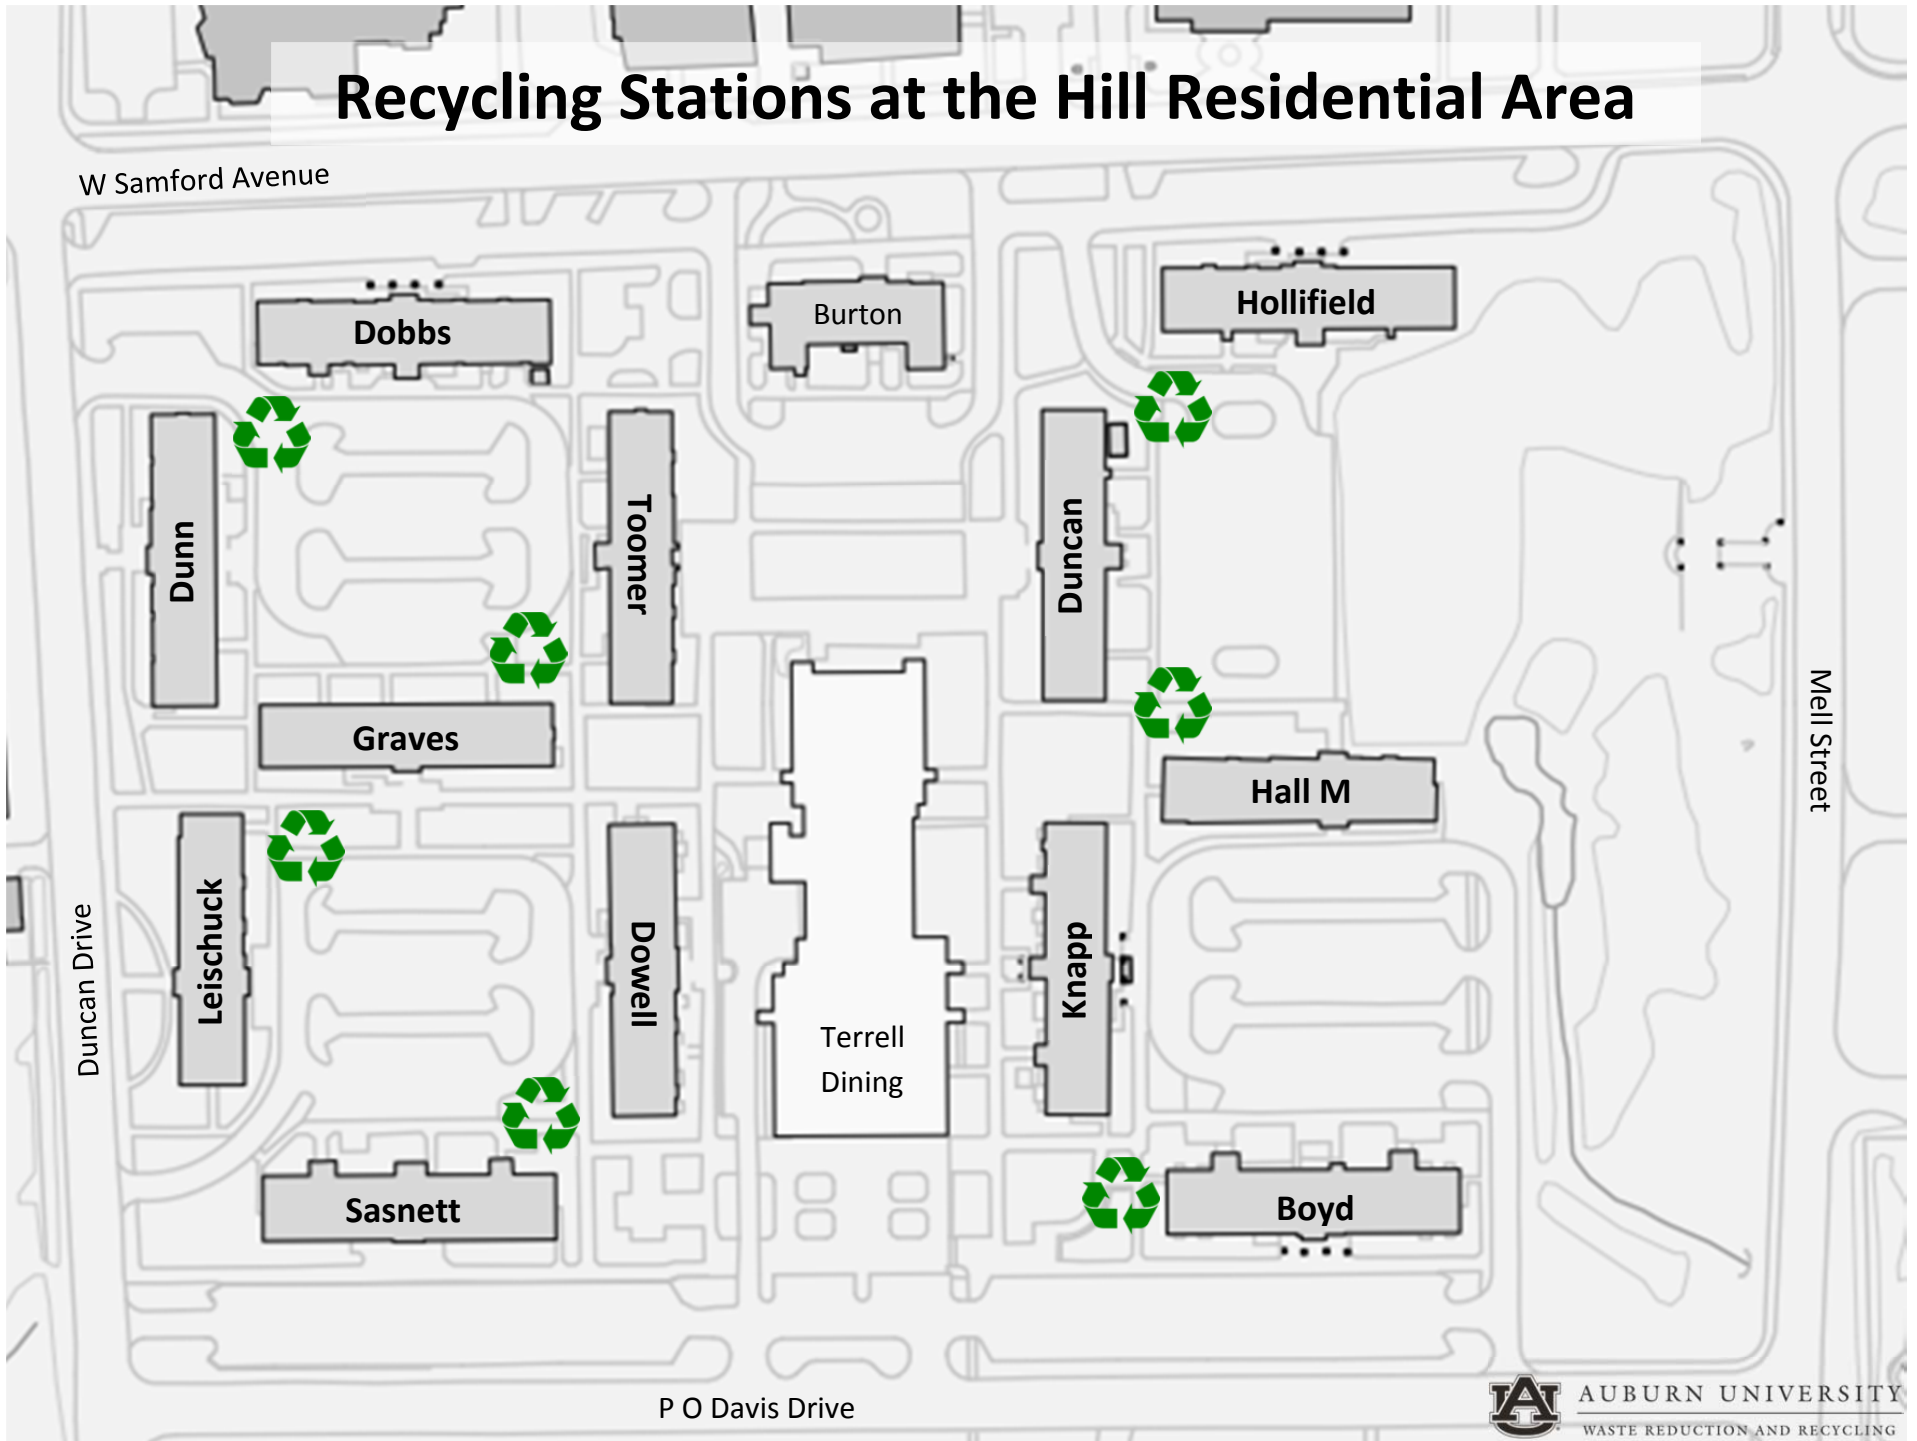 Recycling Stations at the Hill Residential Area
W Samford Avenue
Hollifield
Burton
Dobbs
Toomer
Duncan
Dunn
Graves
Mell Street
Hall M
Leischuck
Dowell
Knapp
Duncan Drive
Terrell
Dining
Sasnett
Boyd
P O Davis Drive
AU
AUBURN UNIVERSITY
WASTE REDUCTION AND RECYCLING